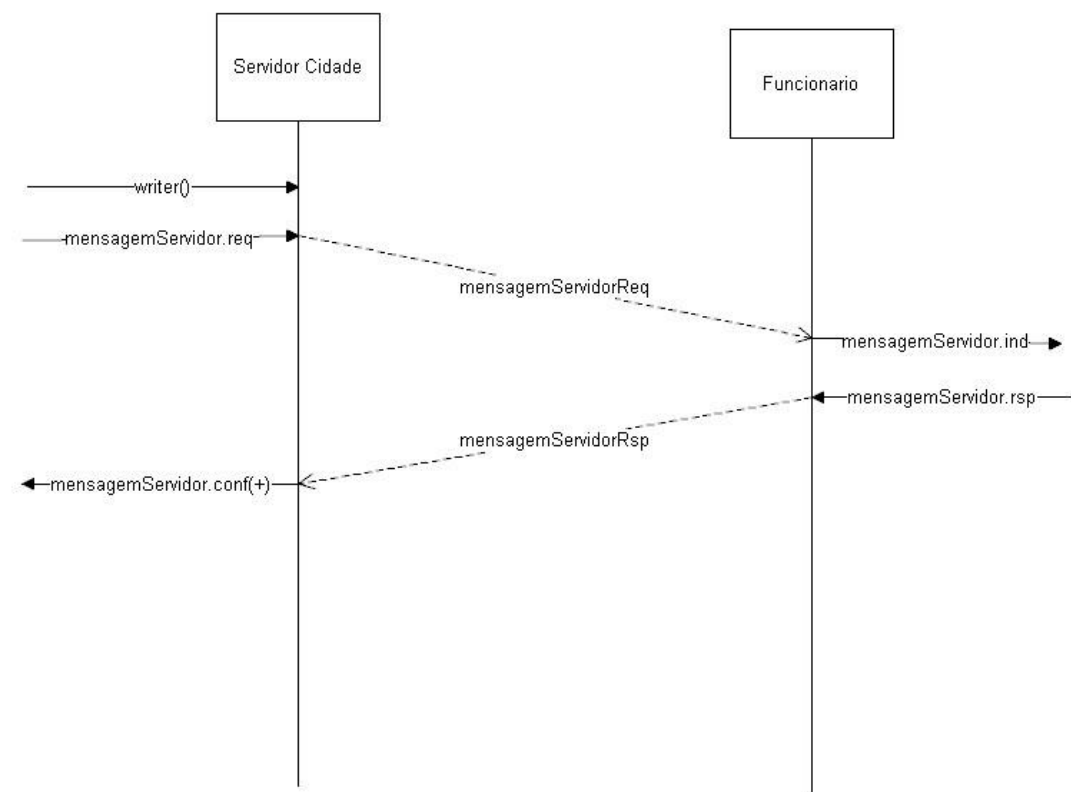 Servidor Cidade
Funcionario
writer()
mensagemServidor.req
mensagemServidorReq
mensagemServidor.ind
mensagemServidor.rsp
mensagemServidorRsp
mensagemServidor.conf(+)